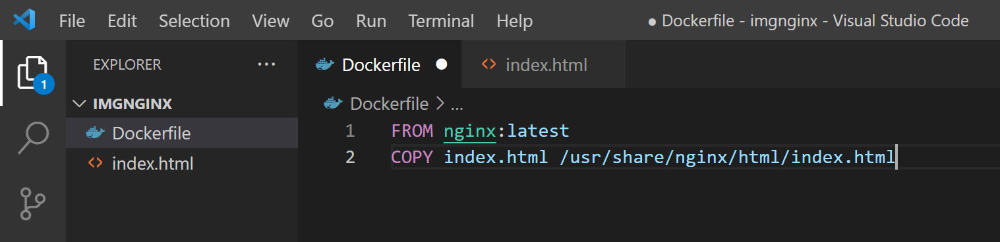 File Edit Selection View Go Run Terminal Help ● Dockerfile - imgnginx - Visual Studio Code
EXPLORER ···
Dockerfile ● <> index.html
1
IMGNGINX
Dockerfile > ...
Dockerfile
<> index.html
1 FROM nginx:latest
2 COPY index.html /usr/share/nginx/html/index.html